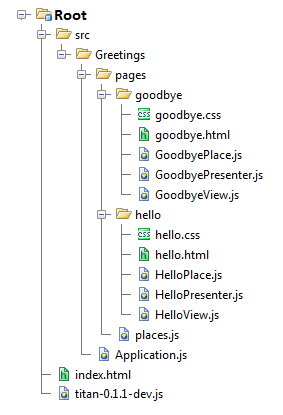 Root
src
Greetings
pages
goodbye
goodbye.css
goodbye.html
GoodbyePlace.js
GoodbyePresenter.js
GoodbyeView.js
hello
hello.css
hello.html
HelloPlace.js
HelloPresenter.js
HelloView.js
places.js
Application.js
index.html
titan-0.1.1-dev.js